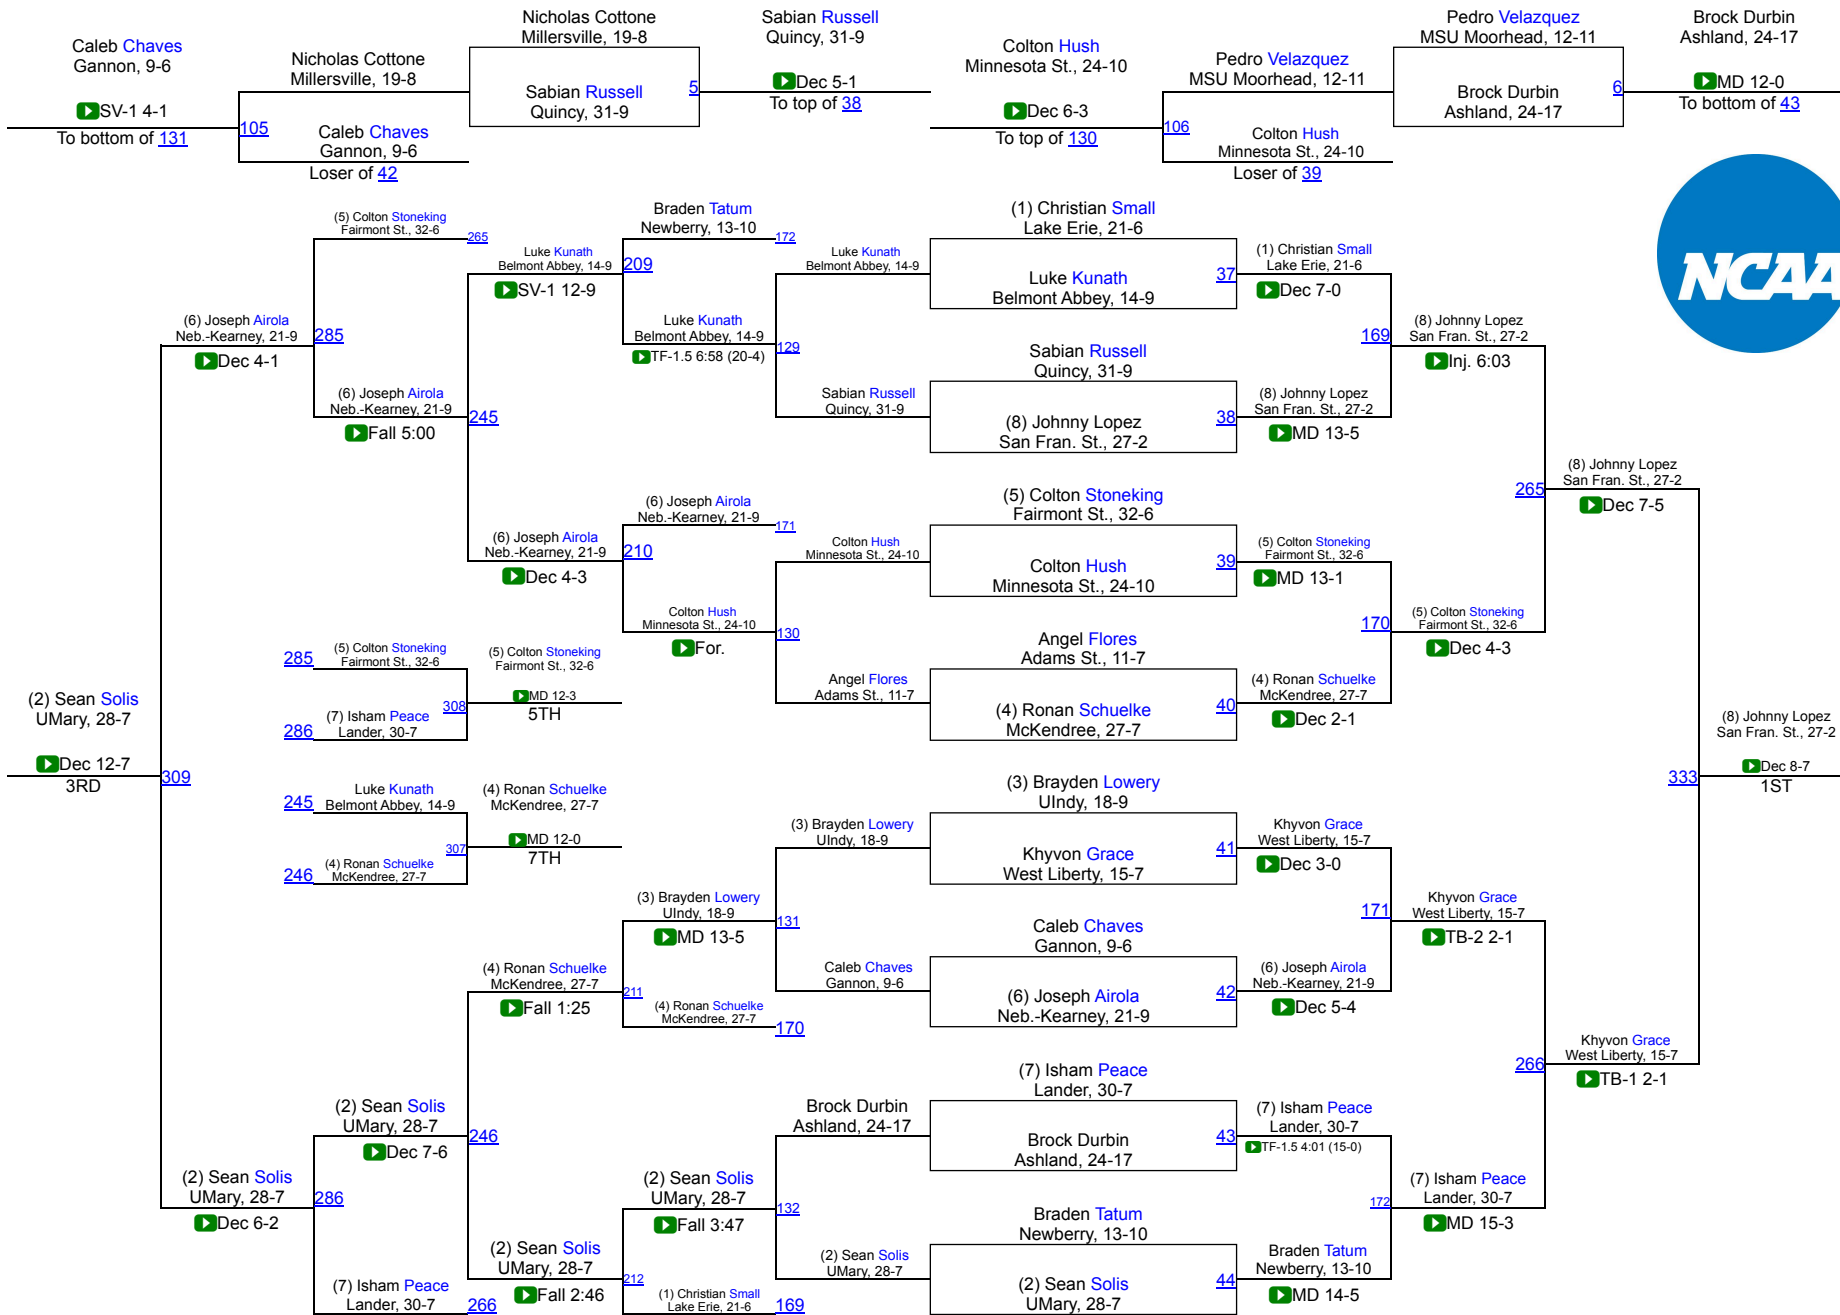 Caleb Chaves
Gannon, 9-6
SV-1 4-1
To bottom of 131
Nicholas Cottone
Millersville, 19-8
105
Caleb Chaves
Gannon, 9-6
Loser of 42
Nicholas Cottone
Millersville, 19-8
Sabian Russell
Quincy, 31-9
5
Sabian Russell
Quincy, 31-9
Dec 5-1
To top of 38
Colton Hush
Minnesota St., 24-10
Dec 6-3
To top of 130
Pedro Velazquez
MSU Moorhead, 12-11
106
Colton Hush
Minnesota St., 24-10
Loser of 39
Pedro Velazquez
MSU Moorhead, 12-11
Brock Durbin
Ashland, 24-17
6
Brock Durbin
Ashland, 24-17
MD 12-0
To bottom of 43
NCAA
(1) Christian Small
Lake Erie, 21-6
Luke Kunath
Belmont Abbey, 14-9
37
Sabian Russell
Quincy, 31-9
(8) Johnny Lopez
San Fran. St., 27-2
38
(5) Colton Stoneking
Fairmont St., 32-6
Colton Hush
Minnesota St., 24-10
39
Angel Flores
Adams St., 11-7
(4) Ronan Schuelke
McKendree, 27-7
40
(3) Brayden Lowery
UIndy, 18-9
Khyvon Grace
West Liberty, 15-7
41
Caleb Chaves
Gannon, 9-6
(6) Joseph Airola
Neb.-Kearney, 21-9
42
(7) Isham Peace
Lander, 30-7
Brock Durbin
Ashland, 24-17
43
Braden Tatum
Newberry, 13-10
(2) Sean Solis
UMary, 28-7
44
(1) Christian Small
Lake Erie, 21-6
Dec 7-0
169
(8) Johnny Lopez
San Fran. St., 27-2
MD 13-5
(5) Colton Stoneking
Fairmont St., 32-6
MD 13-1
170
(4) Ronan Schuelke
McKendree, 27-7
Dec 2-1
Khyvon Grace
West Liberty, 15-7
Dec 3-0
171
(6) Joseph Airola
Neb.-Kearney, 21-9
Dec 5-4
(7) Isham Peace
Lander, 30-7
TF-1.5 4:01 (15-0)
172
Braden Tatum
Newberry, 13-10
MD 14-5
(8) Johnny Lopez
San Fran. St., 27-2
Inj. 6:03
265
(5) Colton Stoneking
Fairmont St., 32-6
Dec 4-3
Khyvon Grace
West Liberty, 15-7
TB-2 2-1
266
(7) Isham Peace
Lander, 30-7
MD 15-3
(8) Johnny Lopez
San Fran. St., 27-2
Dec 7-5
333
Khyvon Grace
West Liberty, 15-7
TB-1 2-1
(8) Johnny Lopez
San Fran. St., 27-2
Dec 8-7
1ST
Luke Kunath
Belmont Abbey, 14-9
129
Sabian Russell
Quincy, 31-9
Colton Hush
Minnesota St., 24-10
130
Angel Flores
Adams St., 11-7
(3) Brayden Lowery
UIndy, 18-9
131
Caleb Chaves
Gannon, 9-6
Brock Durbin
Ashland, 24-17
132
(2) Sean Solis
UMary, 28-7
Braden Tatum
Newberry, 13-10
172
209
Luke Kunath
Belmont Abbey, 14-9
TF-1.5 6:58 (20-4)
(6) Joseph Airola
Neb.-Kearney, 21-9
171
210
Colton Hush
Minnesota St., 24-10
For.
(3) Brayden Lowery
UIndy, 18-9
MD 13-5
211
(4) Ronan Schuelke
McKendree, 27-7
170
(2) Sean Solis
UMary, 28-7
Fall 3:47
212
(1) Christian Small
Lake Erie, 21-6
169
Luke Kunath
Belmont Abbey, 14-9
SV-1 12-9
245
(6) Joseph Airola
Neb.-Kearney, 21-9
Dec 4-3
(4) Ronan Schuelke
McKendree, 27-7
Fall 1:25
246
(2) Sean Solis
UMary, 28-7
Fall 2:46
(5) Colton Stoneking
Fairmont St., 32-6
265
285
(6) Joseph Airola
Neb.-Kearney, 21-9
Fall 5:00
(2) Sean Solis
UMary, 28-7
Dec 7-6
286
(7) Isham Peace
Lander, 30-7
266
285
(5) Colton Stoneking
Fairmont St., 32-6
308
286
(7) Isham Peace
Lander, 30-7
(5) Colton Stoneking
Fairmont St., 32-6
MD 12-3
5TH
245
Luke Kunath
Belmont Abbey, 14-9
307
246
(4) Ronan Schuelke
McKendree, 27-7
(4) Ronan Schuelke
McKendree, 27-7
MD 12-0
7TH
(6) Joseph Airola
Neb.-Kearney, 21-9
Dec 4-1
309
(2) Sean Solis
UMary, 28-7
Dec 6-2
(2) Sean Solis
UMary, 28-7
Dec 12-7
3RD